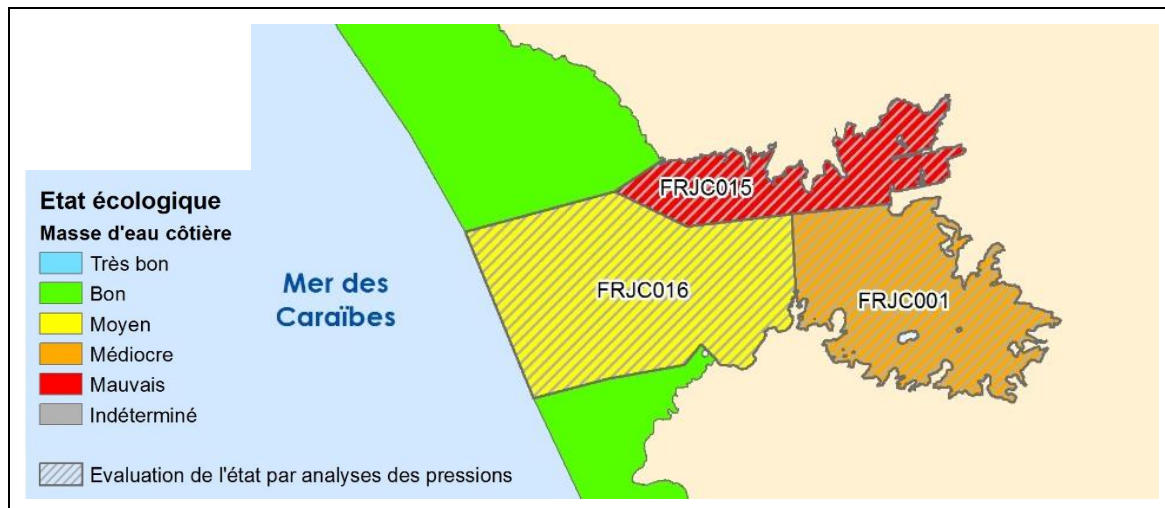 Etat écologique
Masse d'eau côtière
Très bon
Bon
Moyen
Médiocre
Mauvais
Indéterminé
Evaluation de l'état par analyses des pressions
Mer des
Caraïbes
FRJC015
FRJC016
FRJC001